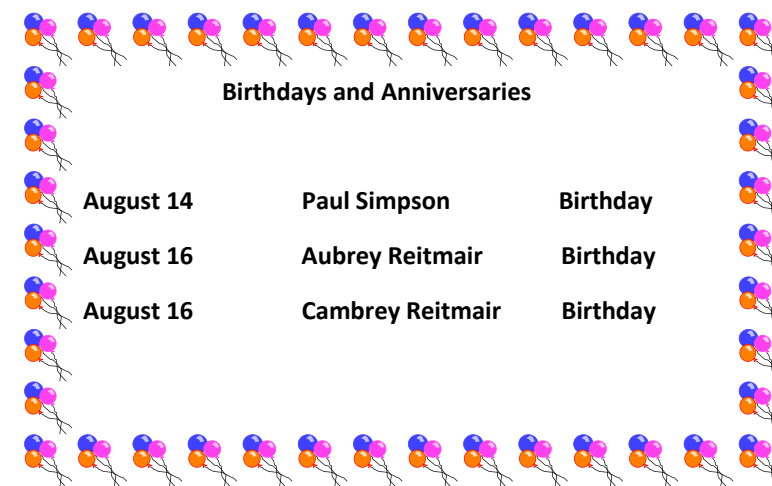 Birthdays and Anniversaries
August 14 Paul Simpson Birthday
August 16 Aubrey Reitmair Birthday
August 16 Cambrey Reitmair Birthday